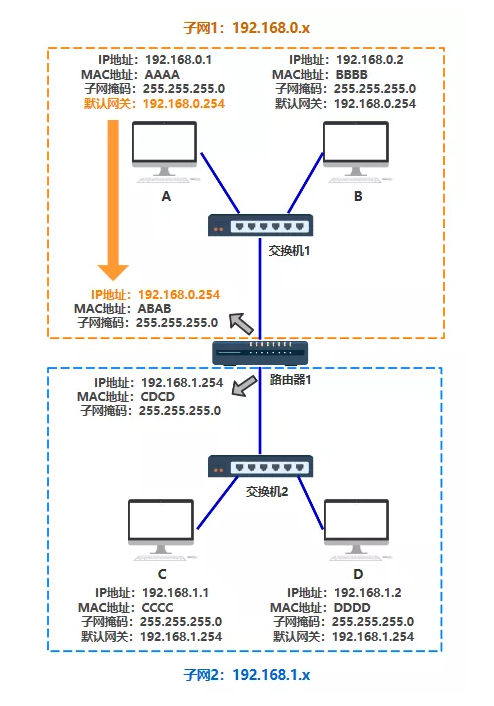 子网1：192.168.0.x
IP地址：192.168.0.1
MAC地址：AAAA
子网掩码：255.255.255.0
默认网关：192.168.0.254
IP地址：192.168.0.2
MAC地址：BBBB
子网掩码：255.255.255.0
默认网关：192.168.0.254
A
B
交换机1
IP地址：192.168.0.254
MAC地址：ABAB
子网掩码：255.255.255.0
路由器1
IP地址：192.168.1.254
MAC地址：CDCD
子网掩码：255.255.255.0
交换机2
C
D
IP地址：192.168.1.1
MAC地址：CCCC
子网掩码：255.255.255.0
默认网关：192.168.1.254
IP地址：192.168.1.2
MAC地址：DDDD
子网掩码：255.255.255.0
默认网关：192.168.1.254
子网2：192.168.1.x